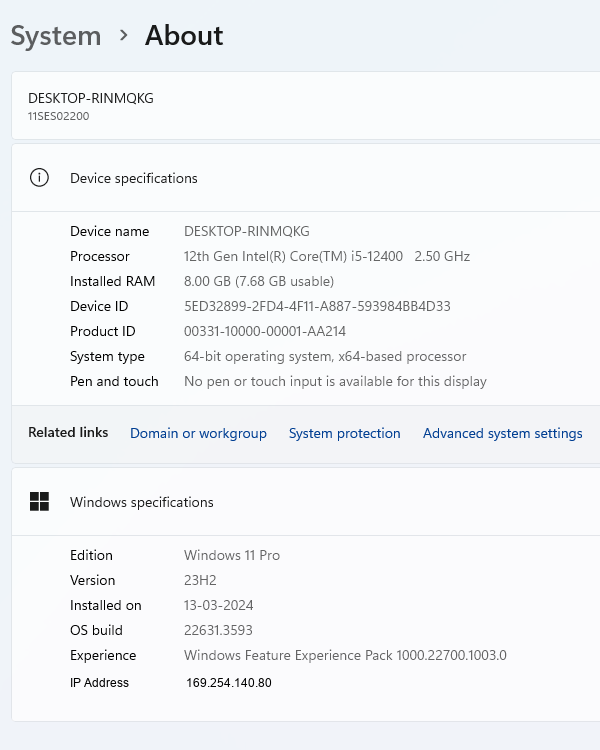 System > About
DESKTOP-RINMQKG
11SES02200
Device specifications
Device name DESKTOP-RINMQKG
Processor 12th Gen Intel(R) Core(TM) i5-12400 2.50 GHz
Installed RAM 8.00 GB (7.68 GB usable)
Device ID 5ED32899-2FD4-4F11-A887-593984BB4D33
Product ID 00331-10000-00001-AA214
System type 64-bit operating system, x64-based processor
Pen and touch No pen or touch input is available for this display
Related links Domain or workgroup System protection Advanced system settings
Windows specifications
Edition Windows 11 Pro
Version 23H2
Installed on 13-03-2024
OS build 22631.3593
Experience Windows Feature Experience Pack 1000.22700.1003.0
IP Address 169.254.140.80